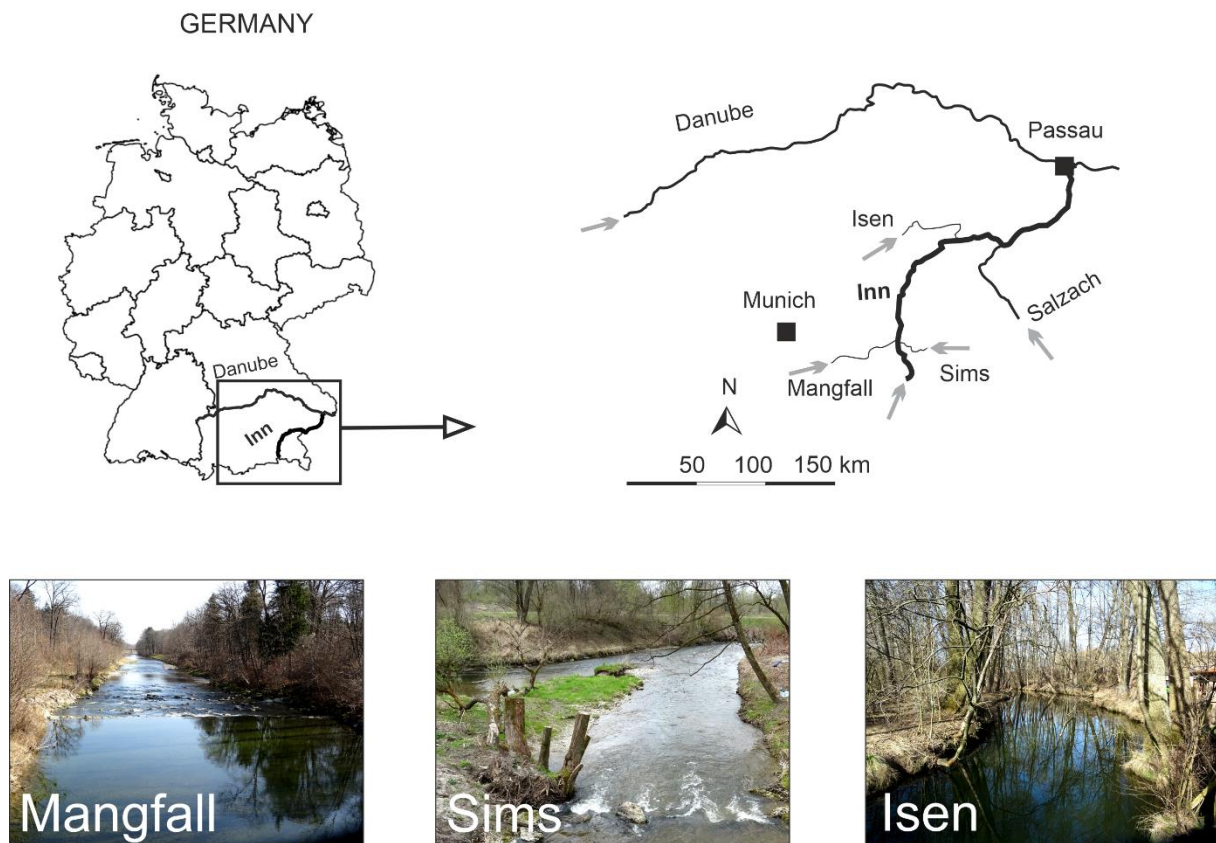 GERMANY
Danube
Inn
Danube
Passau
Isen
Inn
Munich
Salzach
Mangfall
Sims
N
50 100 150 km
Mangfall
Sims
Isen